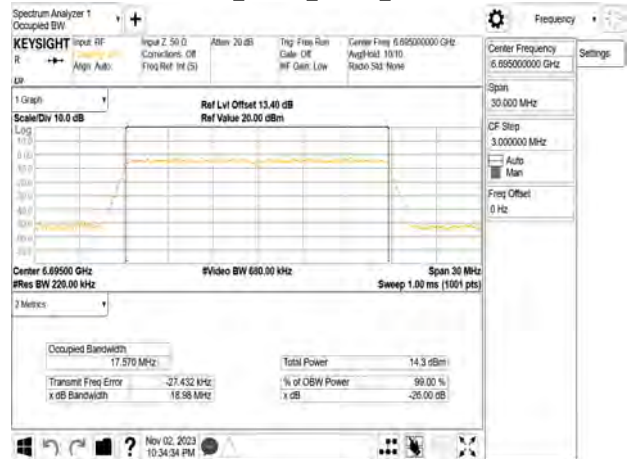 Spectrum Analyzer 1
Occupied BW
+
Frequency
KEYSIGHT Input: RF
R
Align: Auto
Input Z: 50 Ω
Corrections: Off
Freq Ref: Int (S)
Atten: 20 dB
Trig: Free Run
Gate: Off
#IF Gain: Low
Center Freq: 6.695000000 GHz
Avg|Hold: 10/10
Radio Std: None
Center Frequency
6.695000000 GHz
Settings
Span
30.000 MHz
CF Step
3.000000 MHz
Auto
Man
Freq Offset
0 Hz
1 Graph
Scale/Div 10.0 dB
Ref Lvl Offset 13.40 dB
Ref Value 20.00 dBm
Log
Center 6.69500 GHz
#Res BW 220.00 kHz
#Video BW 680.00 kHz
Span 30 MHz
Sweep 1.00 ms (1001 pts)
2 Metrics
Occupied Bandwidth
17.570 MHz
Total Power 14.3 dBm
Transmit Freq Error -27.432 kHz
% of OBW Power 99.00 %
x dB Bandwidth 18.98 MHz
x dB -26.00 dB
?
Nov 02, 2023
10:34:34 PM